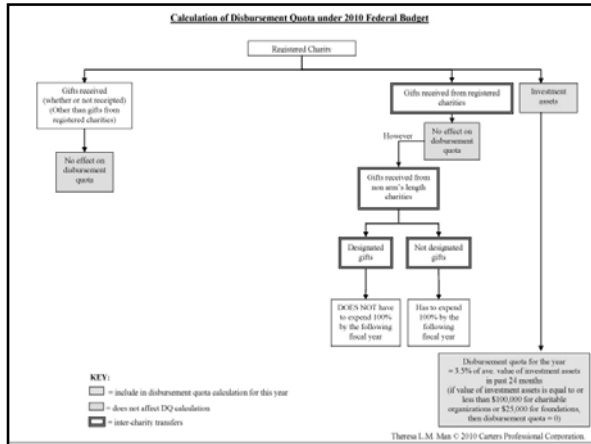 Calculation of Disbursement Quota under 2010 Federal Budget
Registered Charity
Gifts received
(whether or not receipted)
(Other than gifts from
registered charities)
Gifts received from registered
charities
Investment
assets
No effect on
disbursement
quota
However
No effect on
disbursement
quota
Gifts received from
non arm's length
charities
Designated
gifts
Not designated
gifts
DOES NOT have
to expend 100%
by the following
fiscal year
Has to expend
100% by the
following
fiscal year
Disbursement quota for the year
= 3.5% of ave. value of investment assets
in past 24 months
(if value of investment assets is equal to or
less than $100,000 for charitable
organizations or $25,000 for foundations,
then disbursement quota = 0)
KEY:
= include in disbursement quota calculation for this year
= does not affect DQ calculation
= inter-charity transfers
Theresa L.M. Man © 2010 Carters Professional Corporation.